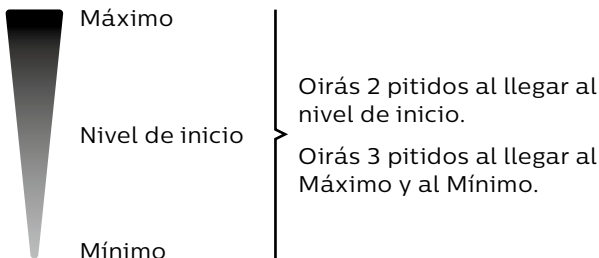 Máximo
Nivel de inicio
Mínimo
Oirás 2 pitidos al llegar al
nivel de inicio.
Oirás 3 pitidos al llegar al
Máximo y al Mínimo.